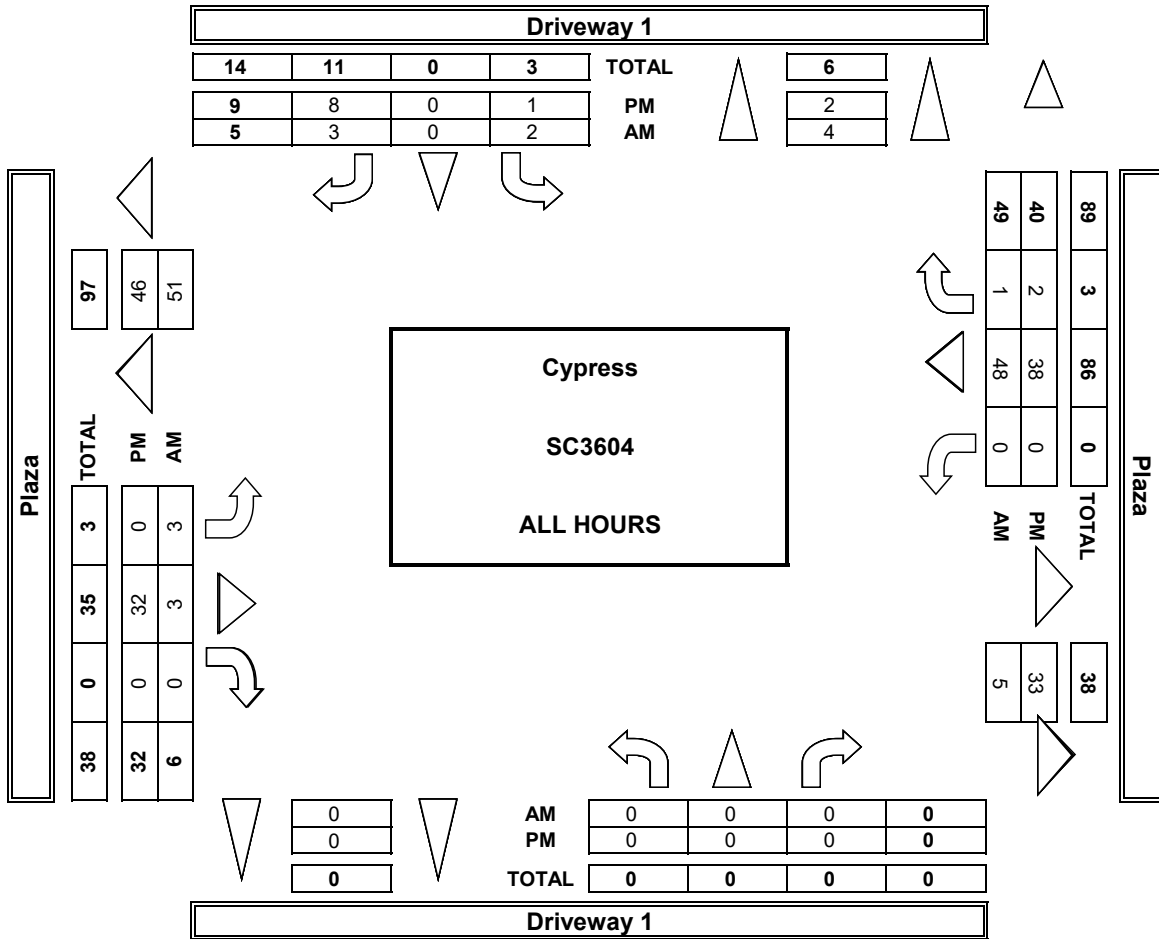 Driveway 1
14 11 0 3 TOTAL 6
9 8 0 1 PM 2
5 3 0 2 AM 4
Plaza
97 46 51
TOTAL PM AM
3 0 3
35 32 3
0 0 0
38 32 6
Cypress
SC3604
ALL HOURS
49 40 89
1 2 3
48 38 86
0 0 0
AM PM TOTAL
5 33 38
Plaza
0 AM 0 0 0 0
0 PM 0 0 0 0
0 TOTAL 0 0 0 0
Driveway 1